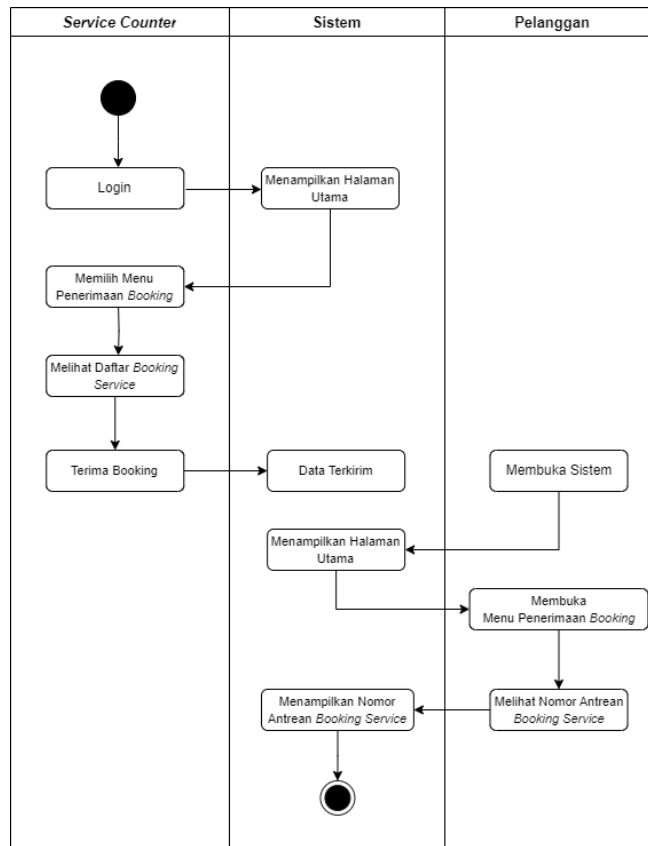 Service Counter
Sistem
Pelanggan
Login
Menampilkan Halaman
Utama
Memilih Menu
Penerimaan Booking
Melihat Daftar Booking
Service
Terima Booking
Data Terkirim
Membuka Sistem
Menampilkan Halaman
Utama
Membuka
Menu Penerimaan Booking
Melihat Nomor Antrean
Booking Service
Menampilkan Nomor
Antrean Booking Service